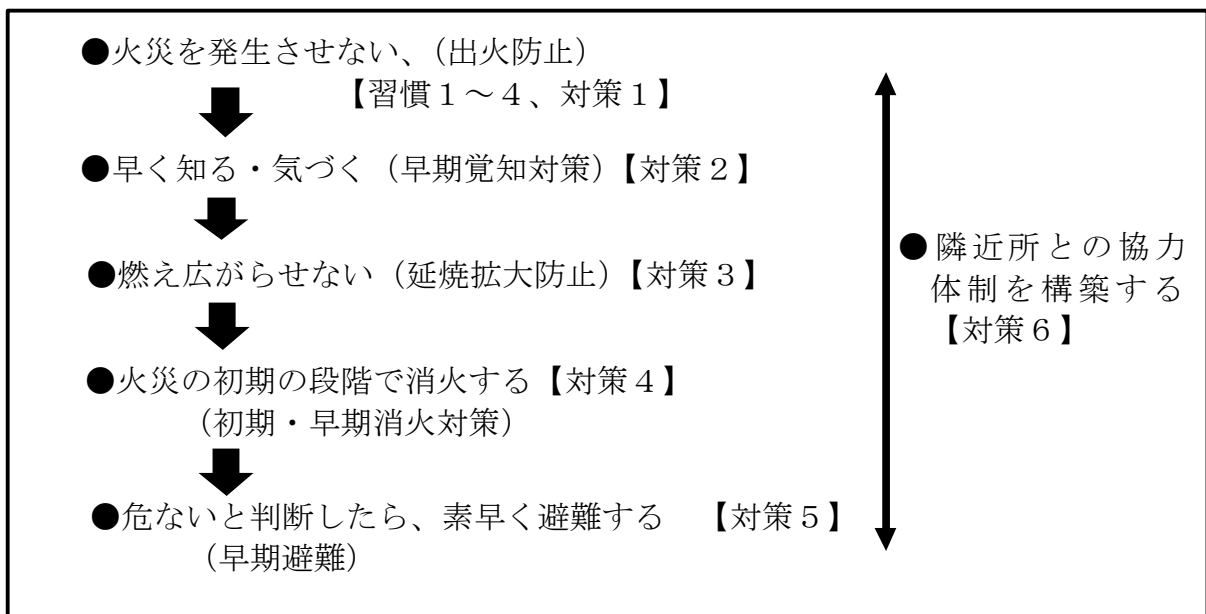 ●火災を発生させない、（出火防止）
【習慣１～４、対策１】
●早く知る・気づく（早期覚知対策）【対策２】
●燃え広がらせない（延焼拡大防止）【対策３】
●火災の初期の段階で消火する【対策４】
（初期・早期消火対策）
●危ないと判断したら、素早く避難する　【対策５】
（早期避難）
●隣近所との協力
体制を構築する
【対策６】